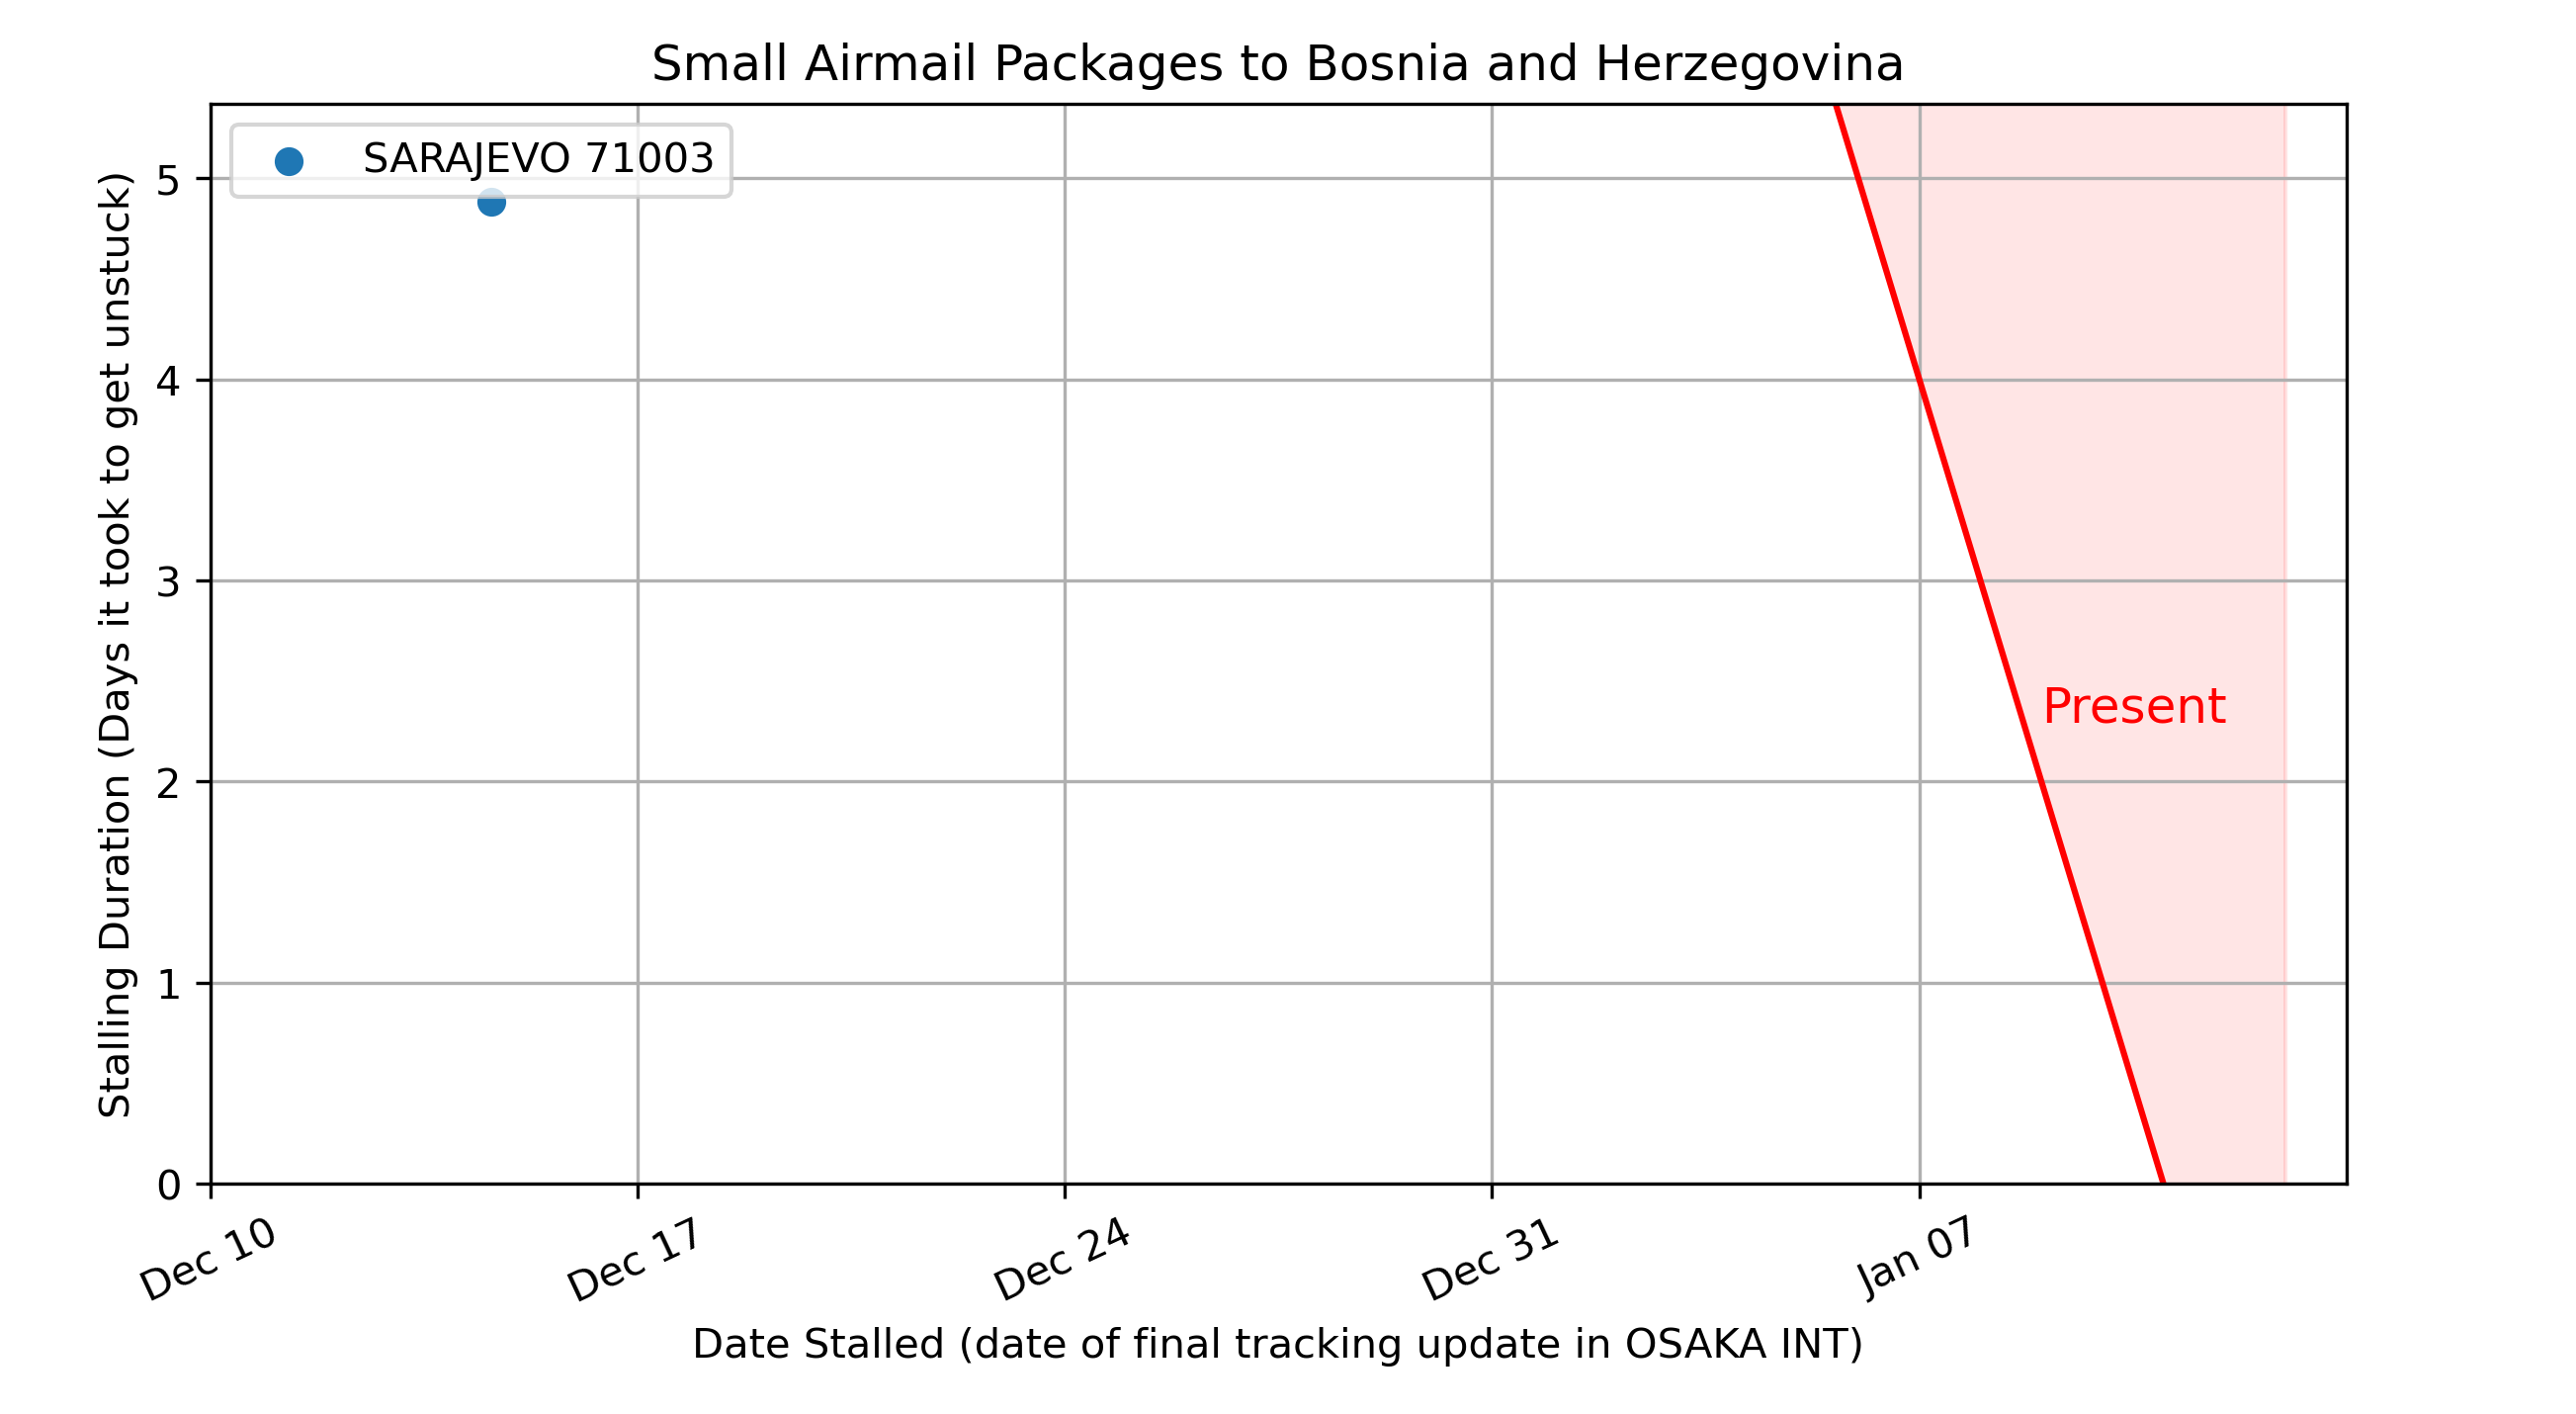 Small Airmail Packages to Bosnia and Herzegovina
SARAJEVO 71003
Stalling Duration (Days it took to get unstuck)
5
4
3
2
1
0
Present
Dec 10
Dec 17
Dec 24
Dec 31
Jan 07
Date Stalled (date of final tracking update in OSAKA INT)